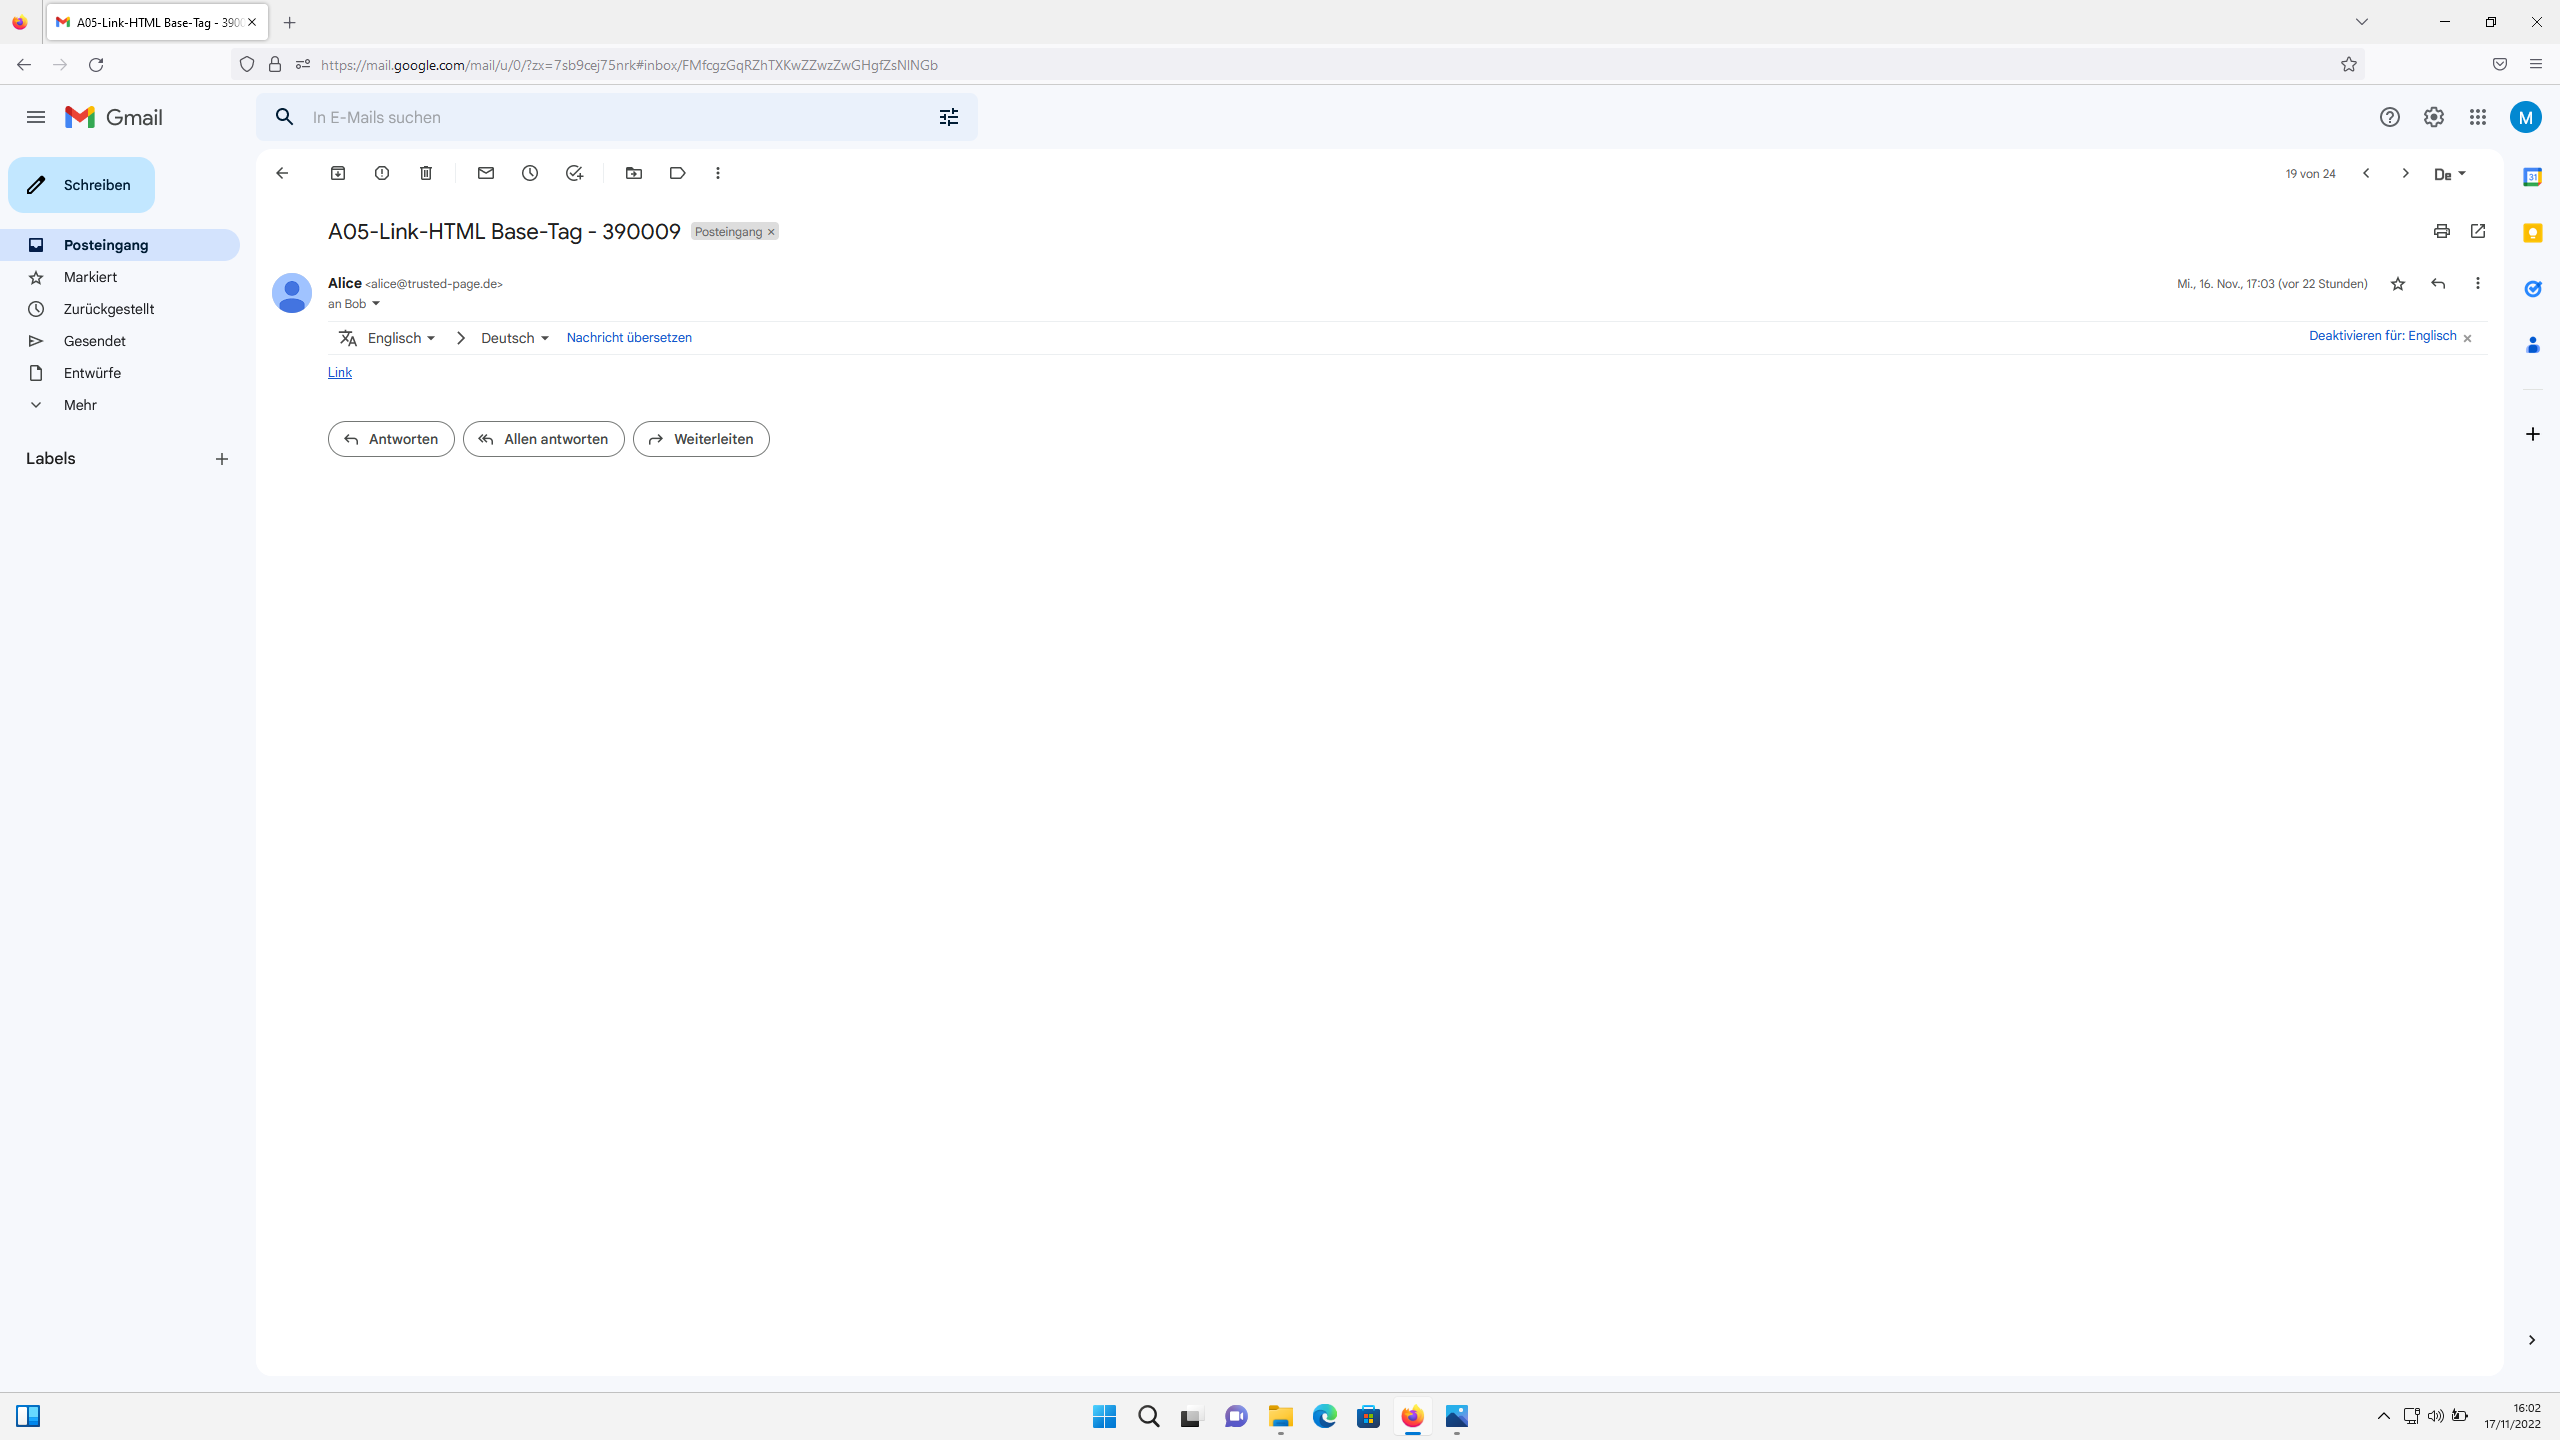 A05-Link-HTML Base-Tag - 390
https://mail.google.com/mail/u/0/?zx=7sb9cej75nrk#inbox/FMfcgzGqRZhTXKwZZwzZwGHgfZsNlNGb
Gmail
In E-Mails suchen
M
Schreiben
19 von 24
De
Posteingang
Markiert
Zurückgestellt
Gesendet
Entwürfe
Mehr
Labels
A05-Link-HTML Base-Tag - 390009 Posteingang ×
Alice <alice@trusted-page.de>
Mi., 16. Nov., 17:03 (vor 22 Stunden)
an Bob
Englisch Deutsch Nachricht übersetzen
Deaktivieren für: Englisch ×
Link
Antworten Allen antworten Weiterleiten
31
16:02
17/11/2022